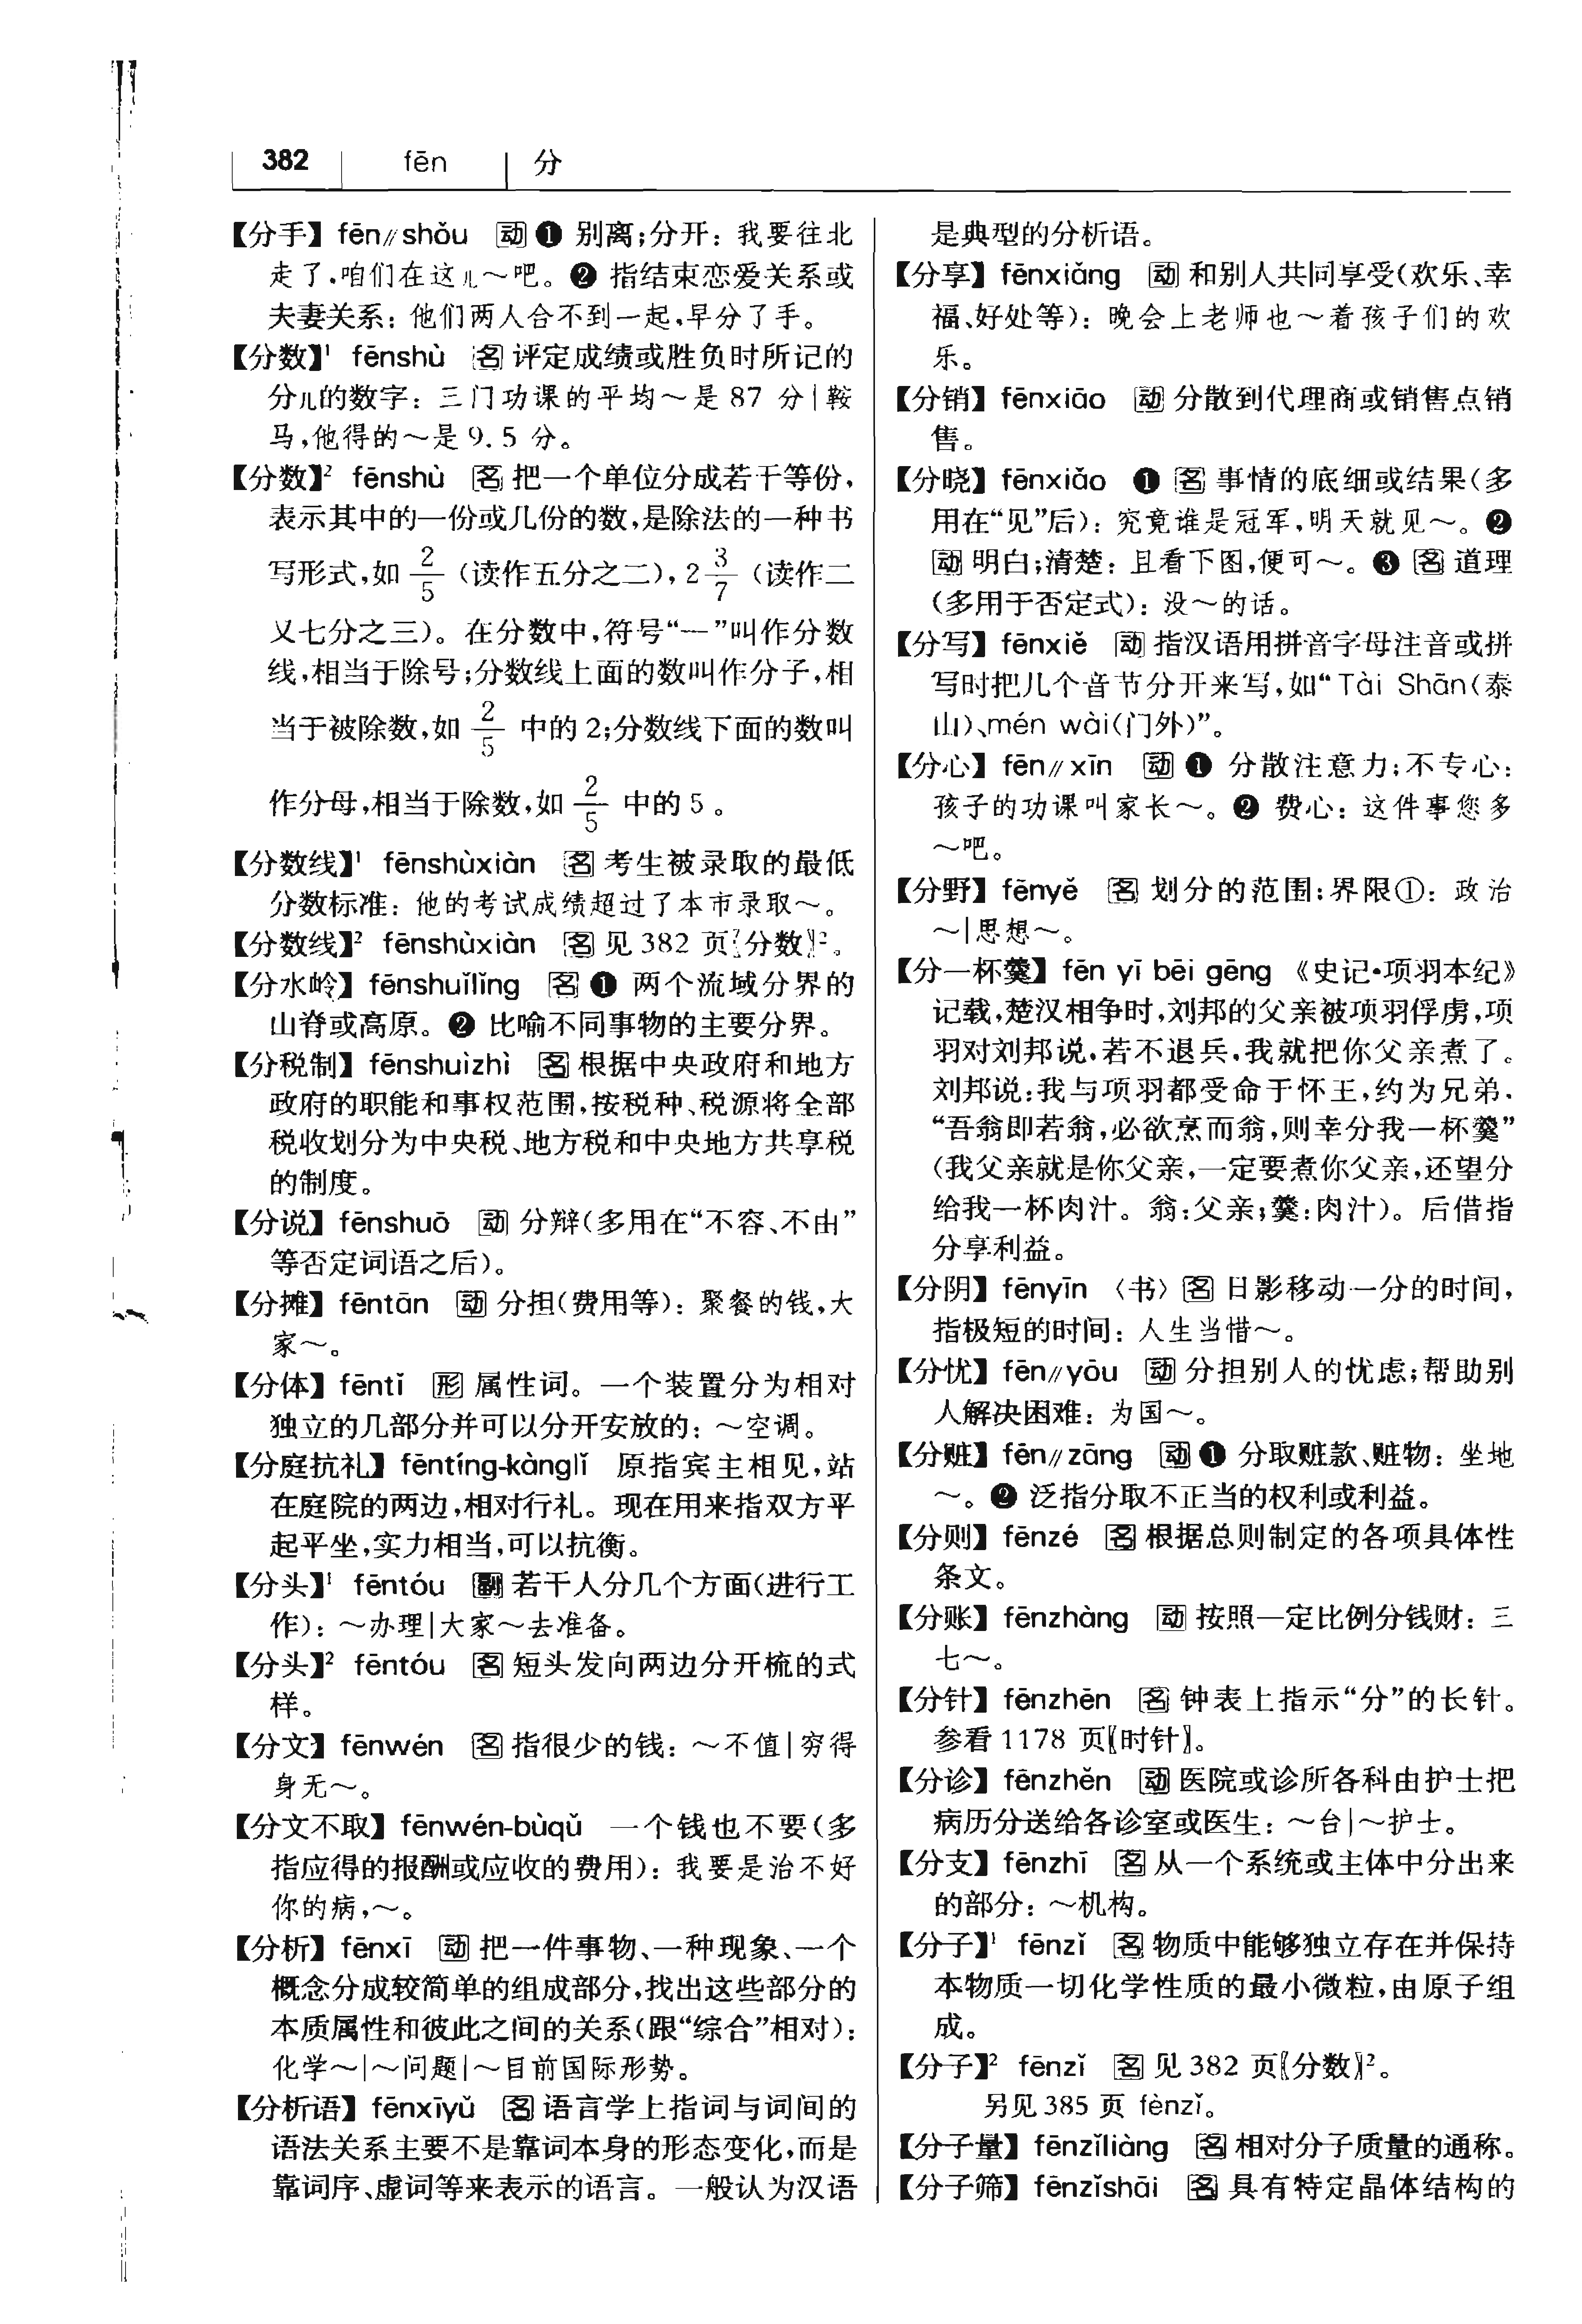 382 fēn 分
【分手】 fēn∥shǒu 动 ❶ 别离；分开：我要往北
走了，咱们在这儿～吧。❷ 指结束恋爱关系或
夫妻关系：他们两人合不到一起，早分了手。
【分数】¹ fēnshù 名 评定成绩或胜负时所记的
分儿的数字：三门功课的平均～是 87 分|鞍
马，他得的～是 9.5 分。
【分数】² fēnshù 名 把一个单位分成若干等份，
表示其中的一份或几份的数，是除法的一种书
写形式，如 2/5 （读作五分之二），2 3/7 （读作二
又七分之三）。在分数中，符号“—”叫作分数
线，相当于除号；分数线上面的数叫作分子，相
当于被除数，如 2/5 中的 2；分数线下面的数叫
作分母，相当于除数，如 2/5 中的 5 。
【分数线】¹ fēnshùxiàn 名 考生被录取的最低
分数标准：他的考试成绩超过了本市录取～。
【分数线】² fēnshùxiàn 名 见 382 页〖分数〗²。
【分水岭】 fēnshuǐlǐng 名 ❶ 两个流域分界的
山脊或高原。❷ 比喻不同事物的主要分界。
【分税制】 fēnshuìzhì 名 根据中央政府和地方
政府的职能和事权范围，按税种、税源将全部
税收划分为中央税、地方税和中央地方共享税
的制度。
【分说】 fēnshuō 动 分辩（多用在“不容、不由”
等否定词语之后）。
【分摊】 fēntān 动 分担（费用等）：聚餐的钱，大
家～。
【分体】 fēntǐ 形 属性词。一个装置分为相对
独立的几部分并可以分开安放的：～空调。
【分庭抗礼】 fēntíng-kànglǐ 原指宾主相见，站
在庭院的两边，相对行礼。现在用来指双方平
起平坐，实力相当，可以抗衡。
【分头】¹ fēntóu 副 若干人分几个方面（进行工
作）：～办理|大家～去准备。
【分头】² fēntóu 名 短头发向两边分开梳的式
样。
【分文】 fēnwén 名 指很少的钱：～不值|穷得
身无～。
【分文不取】 fēnwén-bùqǔ 一个钱也不要（多
指应得的报酬或应收的费用）：我要是治不好
你的病，～。
【分析】 fēnxī 动 把一件事物、一种现象、一个
概念分成较简单的组成部分，找出这些部分的
本质属性和彼此之间的关系（跟“综合”相对）：
化学～|～问题|～目前国际形势。
【分析语】 fēnxīyǔ 名 语言学上指词与词间的
语法关系主要不是靠词本身的形态变化，而是
靠词序、虚词等来表示的语言。一般认为汉语
是典型的分析语。
【分享】 fēnxiǎng 动 和别人共同享受（欢乐、幸
福、好处等）：晚会上老师也～着孩子们的欢
乐。
【分销】 fēnxiāo 动 分散到代理商或销售点销
售。
【分晓】 fēnxiǎo ❶ 名 事情的底细或结果（多
用在“见”后）：究竟谁是冠军，明天就见～。❷
动 明白；清楚：且看下图，便可～。❸ 名 道理
（多用于否定式）：没～的话。
【分写】 fēnxiě 动 指汉语用拼音字母注音或拼
写时把几个音节分开来写，如“Tài Shān（泰
山）、mén wài（门外）”。
【分心】 fēn∥xīn 动 ❶ 分散注意力；不专心：
孩子的功课叫家长～。❷ 费心：这件事您多
～吧。
【分野】 fēnyě 名 划分的范围；界限①：政治
～|思想～。
【分一杯羹】 fēn yī bēi gēng 《史记·项羽本纪》
记载，楚汉相争时，刘邦的父亲被项羽俘虏，项
羽对刘邦说，若不退兵，我就把你父亲煮了。
刘邦说：我与项羽都受命于怀王，约为兄弟，
“吾翁即若翁，必欲烹而翁，则幸分我一杯羹”
（我父亲就是你父亲，一定要煮你父亲，还望分
给我一杯肉汁。翁：父亲；羹：肉汁）。后借指
分享利益。
【分阴】 fēnyīn 〈书〉名 日影移动一分的时间，
指极短的时间：人生当惜～。
【分忧】 fēn∥yōu 动 分担别人的忧虑；帮助别
人解决困难：为国～。
【分赃】 fēn∥zāng 动 ❶ 分取赃款、赃物：坐地
～。❷ 泛指分取不正当的权利或利益。
【分则】 fēnzé 名 根据总则制定的各项具体性
条文。
【分账】 fēnzhàng 动 按照一定比例分钱财：三
七～。
【分针】 fēnzhēn 名 钟表上指示“分”的长针。
参看 1178 页〖时针〗。
【分诊】 fēnzhěn 动 医院或诊所各科由护士把
病历分送给各诊室或医生：～台|～护士。
【分支】 fēnzhī 名 从一个系统或主体中分出来
的部分：～机构。
【分子】¹ fēnzǐ 名 物质中能够独立存在并保持
本物质一切化学性质的最小微粒，由原子组
成。
【分子】² fēnzǐ 名 见 382 页〖分数〗²。
另见 385 页 fènzǐ。
【分子量】 fēnzǐliàng 名 相对分子质量的通称。
【分子筛】 fēnzǐshāi 名 具有特定晶体结构的